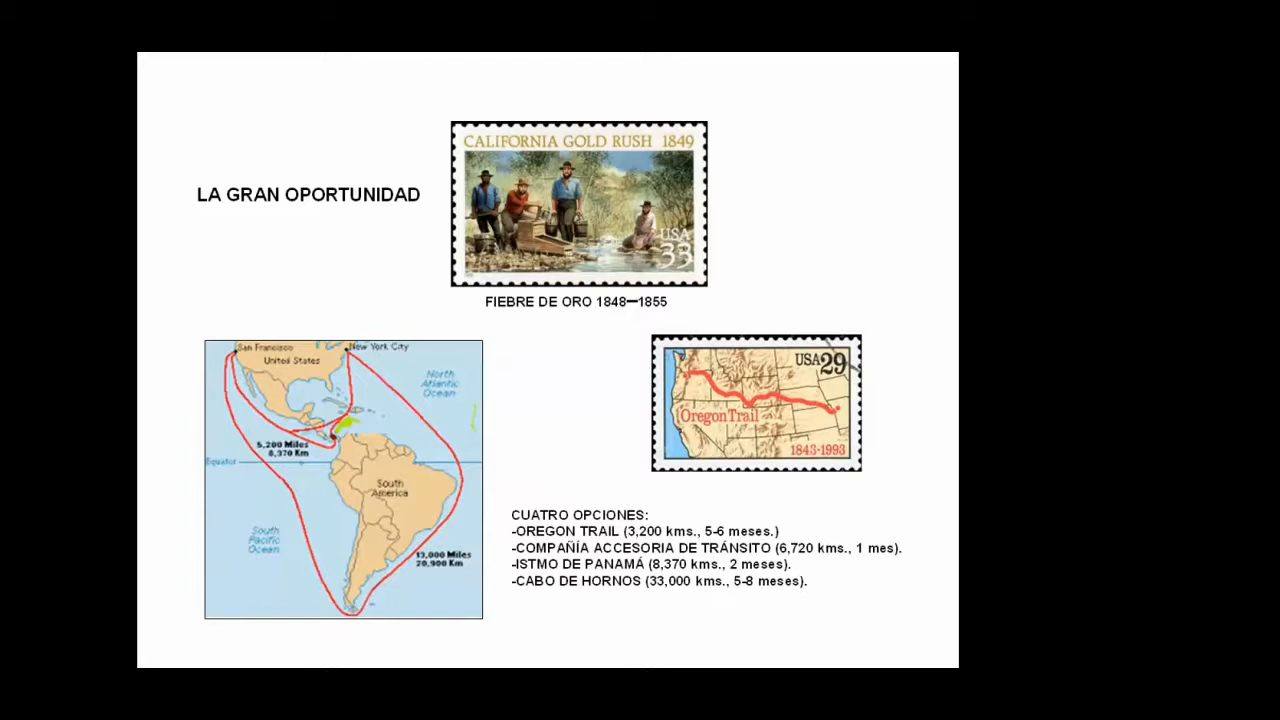 CALIFORNIA GOLD RUSH 1849
LA GRAN OPORTUNIDAD
USA
33
FIEBRE DE ORO 1848—1855
San Francisco
New York City
United States
North
Atlantic
Ocean
5,200 Miles
8,370 Km
Equator
South
America
South
Pacific
Ocean
13,000 Miles
20,900 Km
USA 29
Oregon Trail
1843-1993
CUATRO OPCIONES:
-OREGON TRAIL (3,200 kms., 5-6 meses.)
-COMPAÑÍA ACCESORIA DE TRÁNSITO (6,720 kms., 1 mes).
-ISTMO DE PANAMÁ (8,370 kms., 2 meses).
-CABO DE HORNOS (33,000 kms., 5-8 meses).